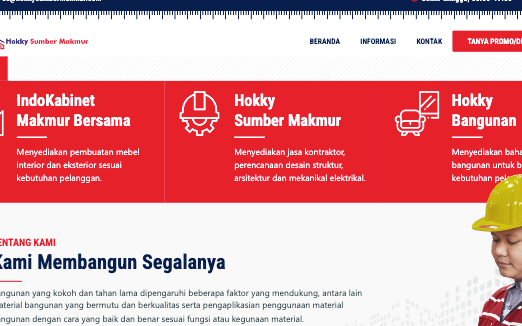 Hokky Sumber Makmur
BERANDA INFORMASI KONTAK TANYA
IndoKabinet
Makmur Bersama
Menyediakan pembuatan mebel
interior dan eksterior sesuai
kebutuhan pelanggan.
Hokky
Sumber Makmur
Menyediakan jasa kontraktor,
perencanaan desain struktur,
arsitektur dan mekanikal elektrikal.
Hokky
Bangunan
Menyediakan
bangunan untuk
kebutuhan
ENTANG KAMI
Kami Membangun Segalanya
angunan yang kokoh dan tahan lama dipengaruhi beberapa faktor yang mendukung, antara lain
aterial bangunan yang bermutu dan berkualitas serta pengaplikasian penggunaan material
angunan dengan cara yang baik dan benar sesuai fungsi atau kegunaan material.